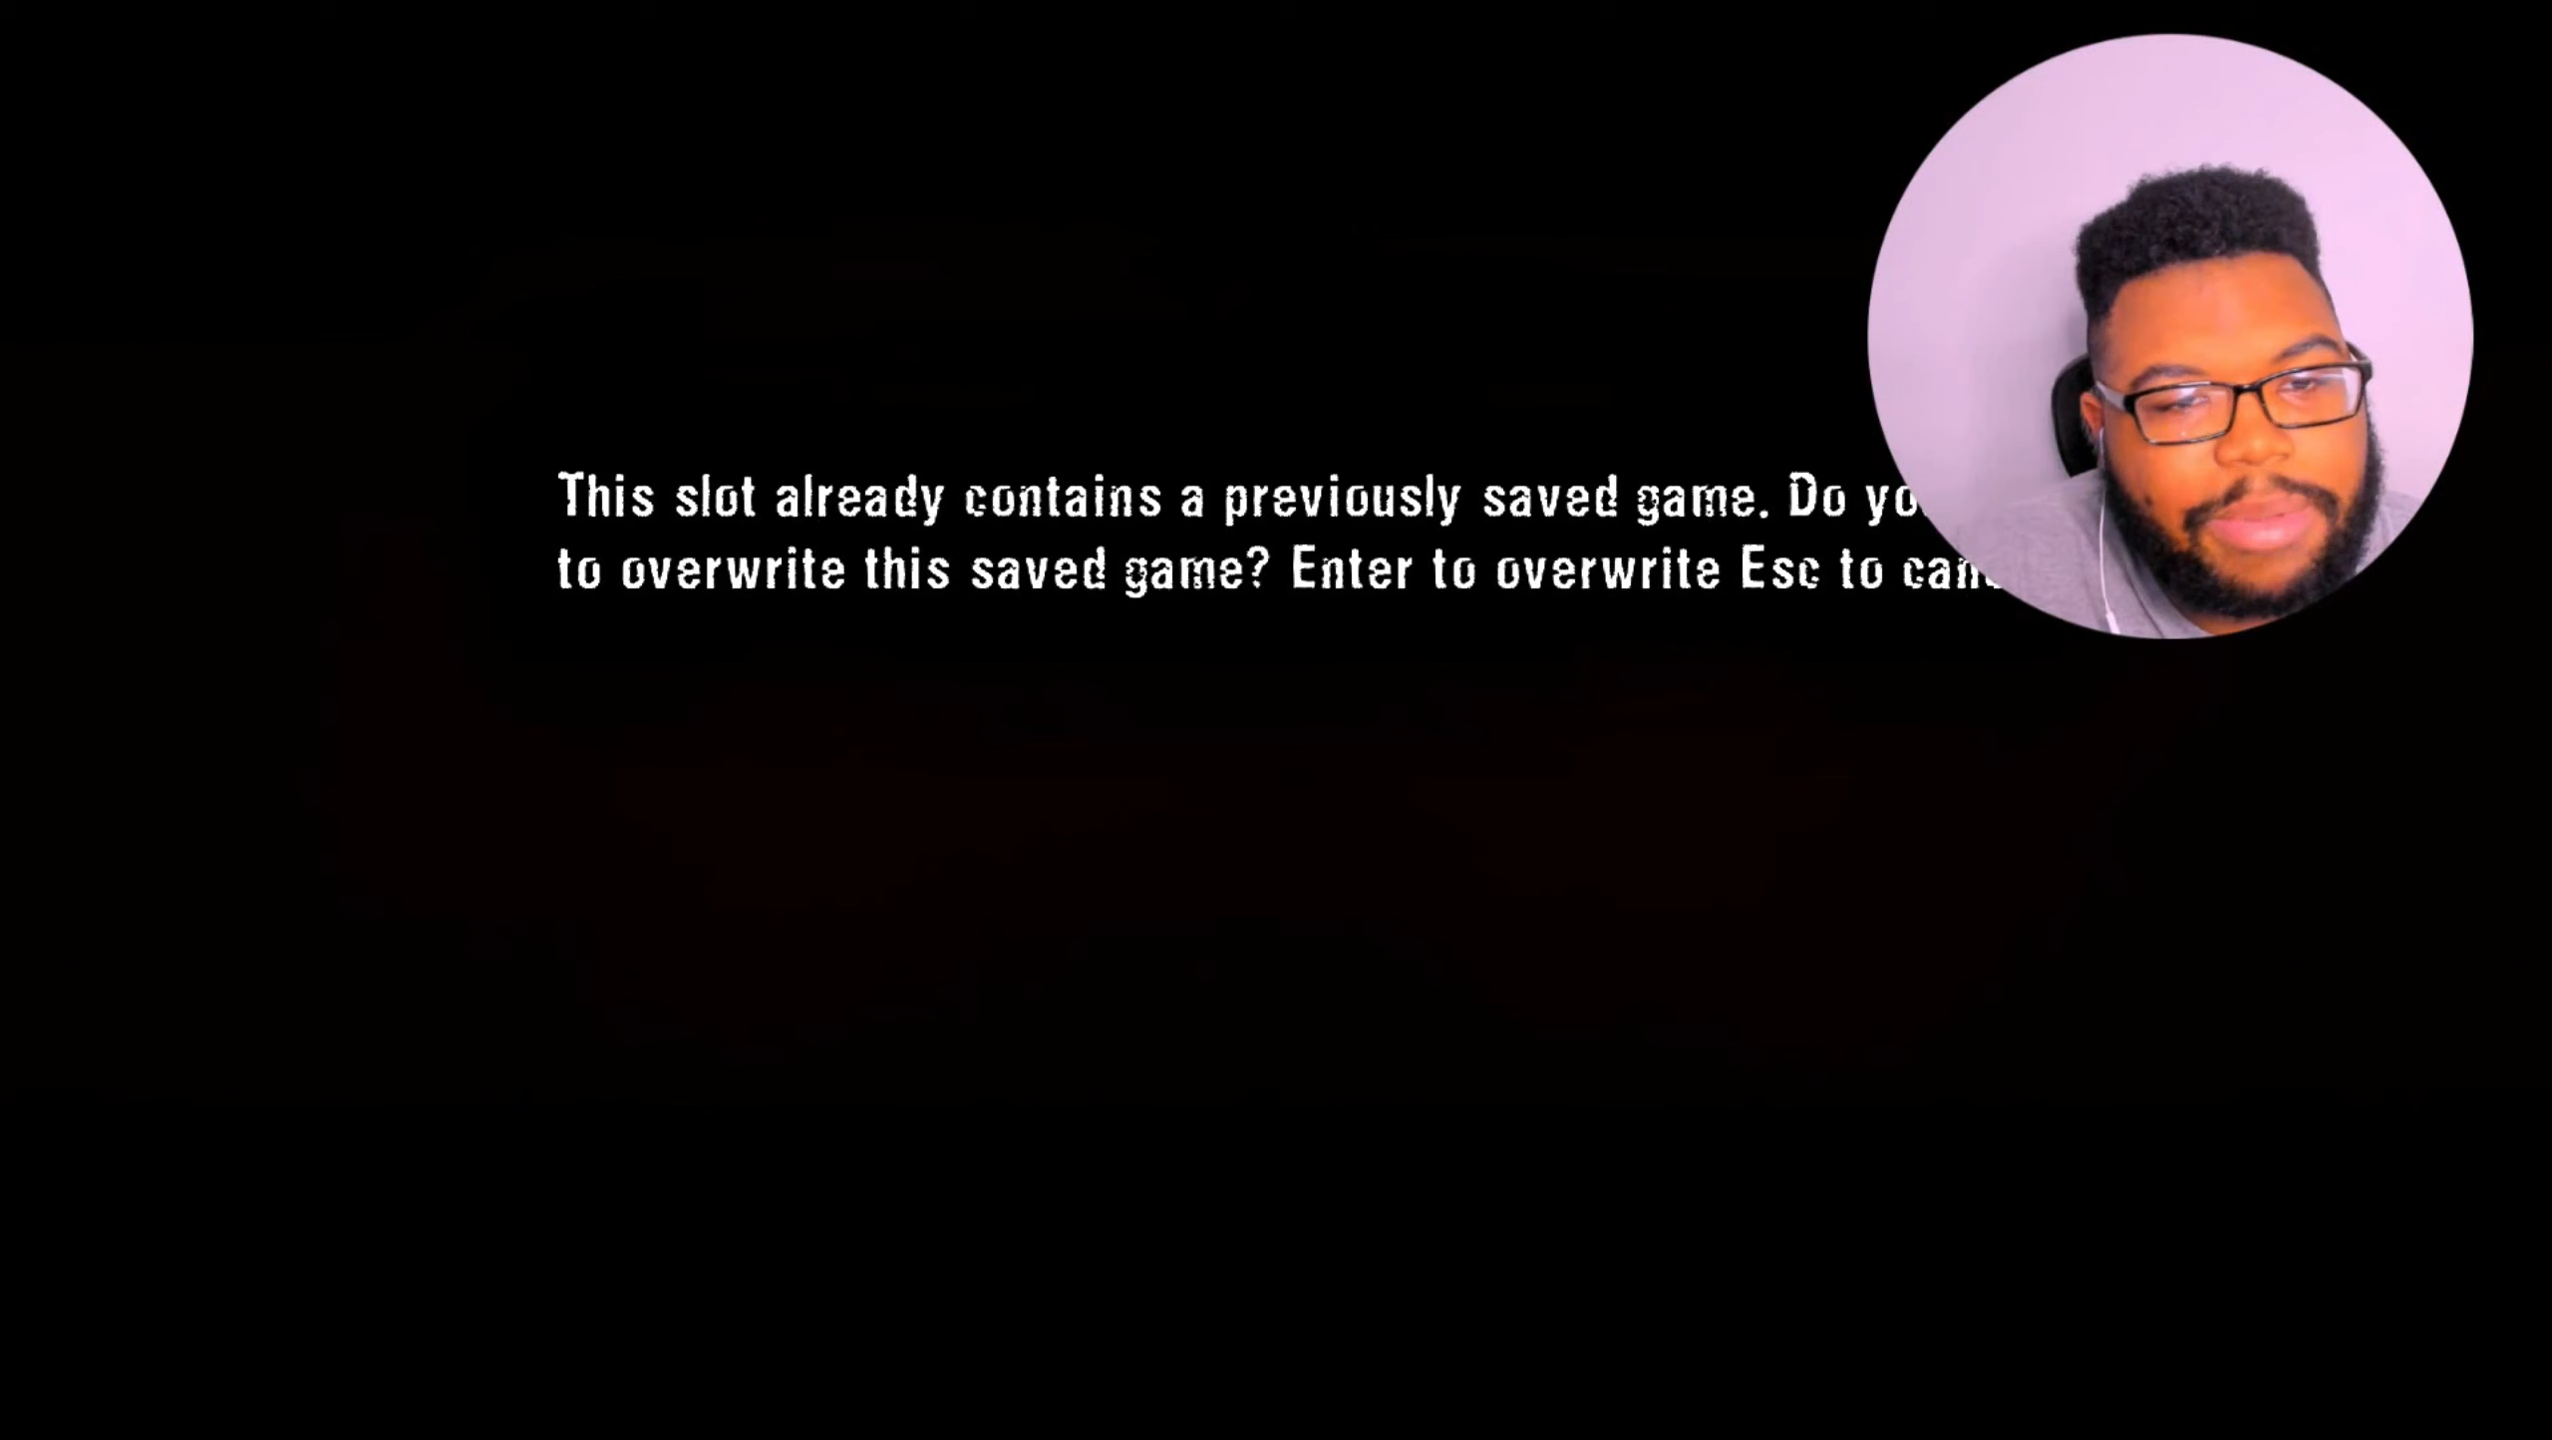 This slot already contains a previously saved game. Do
to overwrite this saved game? Enter to overwrite Esc to